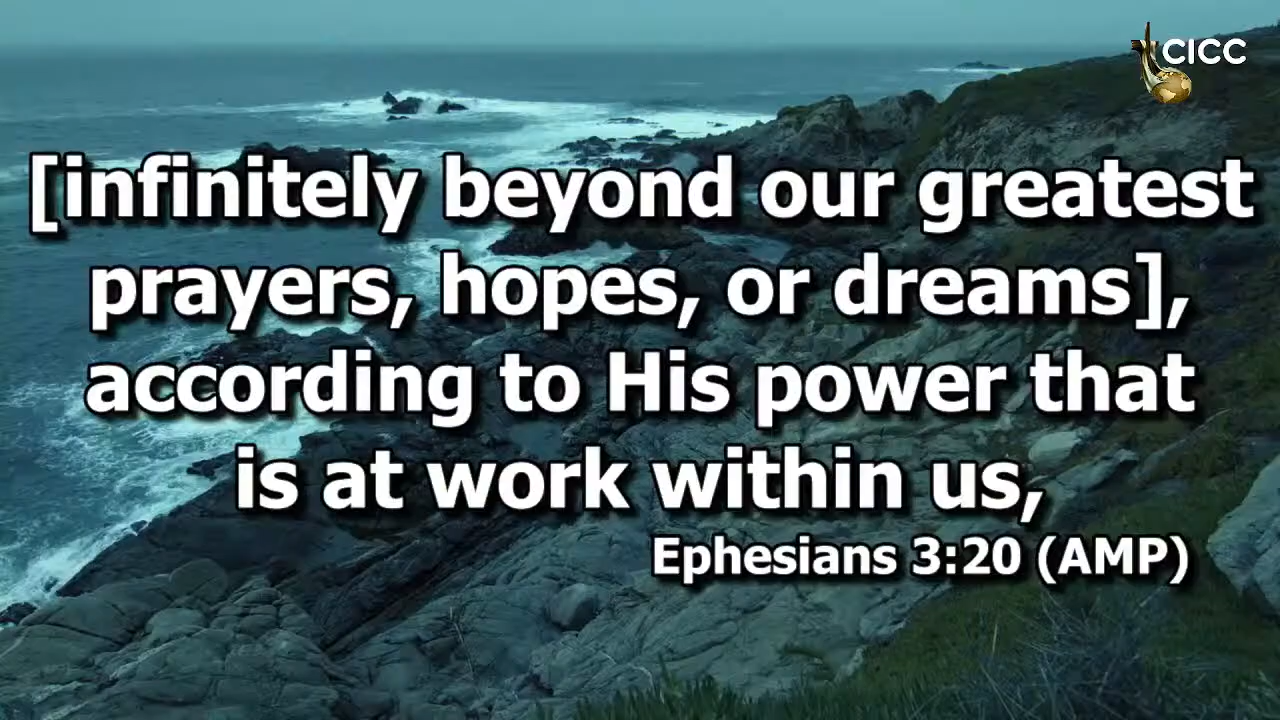 CICC
[infinitely beyond our greatest
prayers, hopes, or dreams],
according to His power that
is at work within us,
Ephesians 3:20 (AMP)